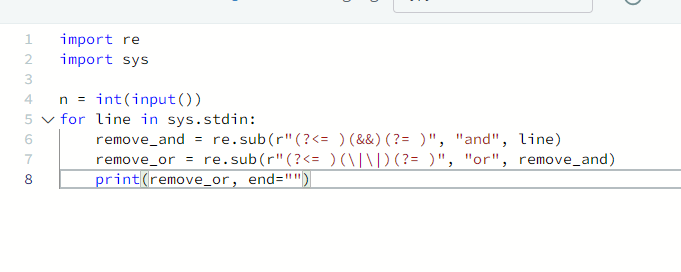 1 import re
2 import sys
3
4 n = int(input())
5 for line in sys.stdin:
6     remove_and = re.sub(r"(?<= )(&&)(?= )", "and", line)
7     remove_or = re.sub(r"(?<= )(\|\|)(?= )", "or", remove_and)
8     print(remove_or, end="")